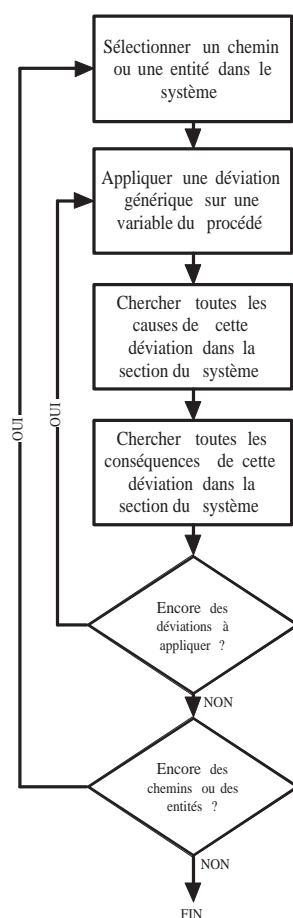 Sélectionner un chemin
ou une entité dans le
système
Appliquer une déviation
générique sur une
variable du procédé
Chercher toutes les
causes de cette
déviation dans la
section du système
Chercher toutes les
conséquences de cette
déviation dans la
section du système
OUI
OUI
Encore des
déviations à
appliquer ?
NON
Encore des
chemins ou des
entités ?
NON
FIN